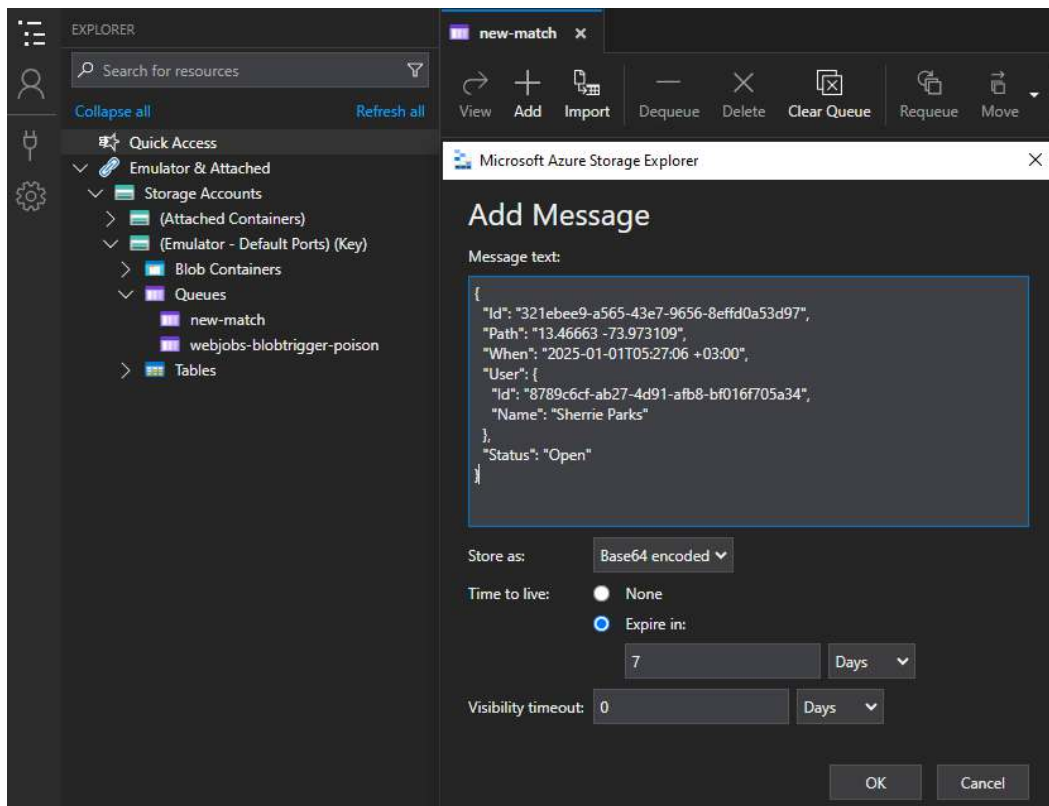 EXPLORER
Search for resources
Collapse all Refresh all
Quick Access
Emulator & Attached
Storage Accounts
(Attached Containers)
(Emulator - Default Ports) (Key)
Blob Containers
Queues
new-match
webjobs-blobtrigger-poison
Tables
new-match
View Add Import Dequeue Delete Clear Queue Requeue Move
Microsoft Azure Storage Explorer
Add Message
Message text:
{
"Id": "321ebee9-a565-43e7-9656-8effd0a53d97",
"Path": "13.46663 -73.973109",
"When": "2025-01-01T05:27:06 +03:00",
"User": {
"Id": "8789c6cf-ab27-4d91-afb8-bf016f705a34",
"Name": "Sherrie Parks"
},
"Status": "Open"
}
Store as: Base64 encoded
Time to live: None
Expire in:
7 Days
Visibility timeout: 0 Days
OK Cancel